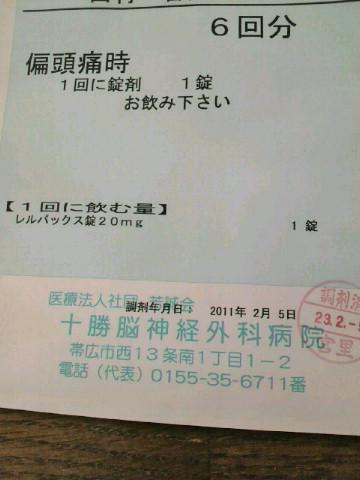 6回分
偏頭痛時
1回に錠剤 1錠
お飲み下さい
【1回に飲む量】
レルパックス錠20mg 1錠
医療法人社団
調剤年月日: 2011年 2月 5日
十勝脳神経外科病院
帯広市西13条南1丁目1-2
電話(代表)0155-35-6711番
調剤済
23.2.
宮里